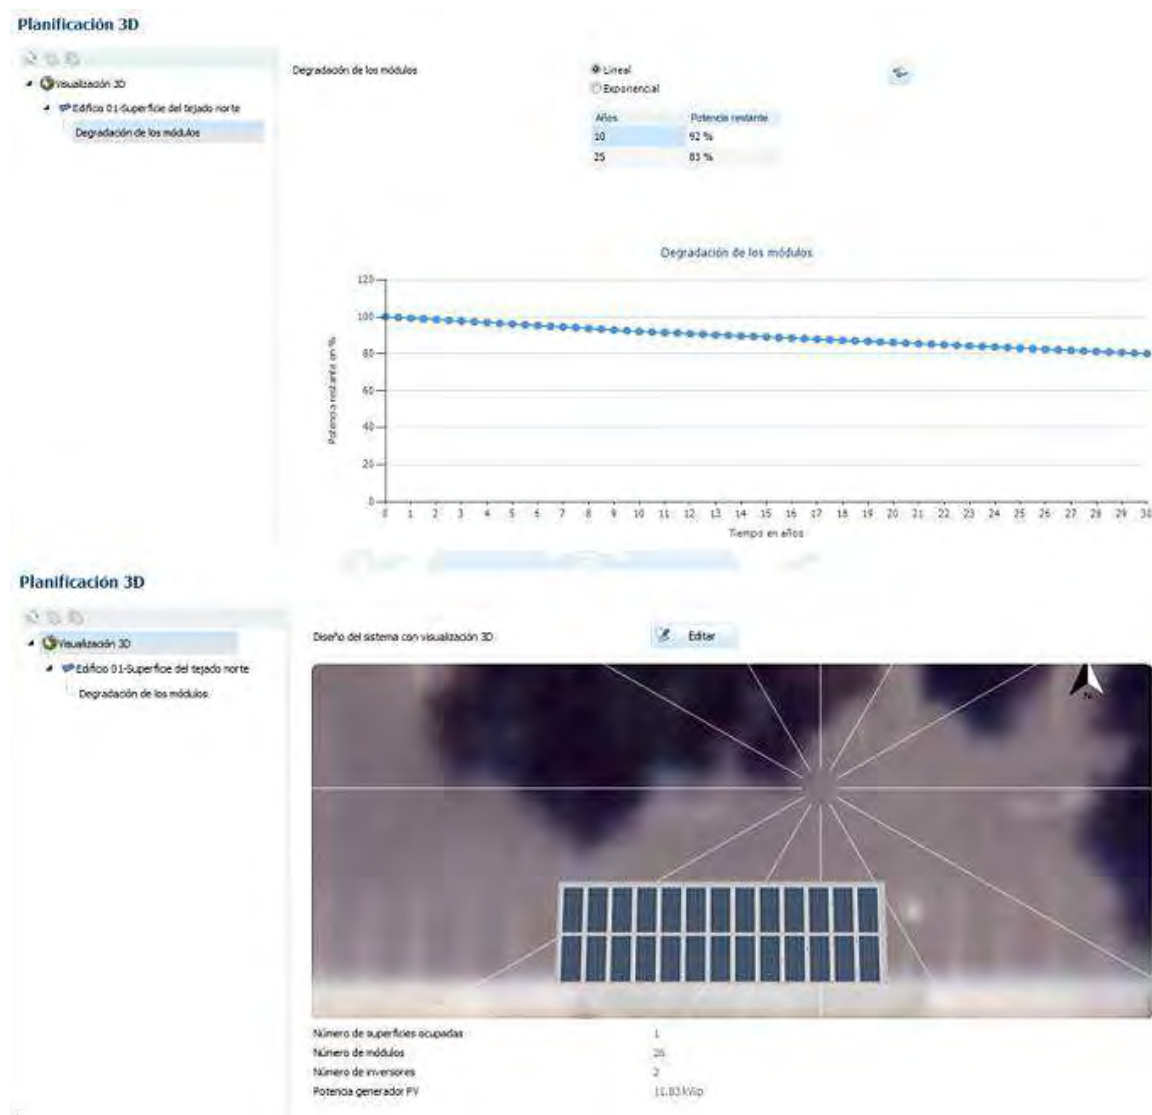 Planificación 3D
Visualización 3D
Edificio 01-Superficie del tejado norte
Degradación de los módulos
Degradación de los módulos
Lineal
Exponencial
Años Potencia restante
10 92 %
25 83 %
Degradación de los módulos
120
100
80
60
40
20
0
Potencia restante en %
0 1 2 3 4 5 6 7 8 9 10 11 12 13 14 15 16 17 18 19 20 21 22 23 24 25 26 27 28 29 30
Tiempo en años
Planificación 3D
Visualización 3D
Edificio 01-Superficie del tejado norte
Degradación de los módulos
Diseño del sistema con visualización 3D
Editar
N
Número de superficies ocupadas 1
Número de módulos 26
Número de inversores 2
Potencia generador PV 11.83 kWp